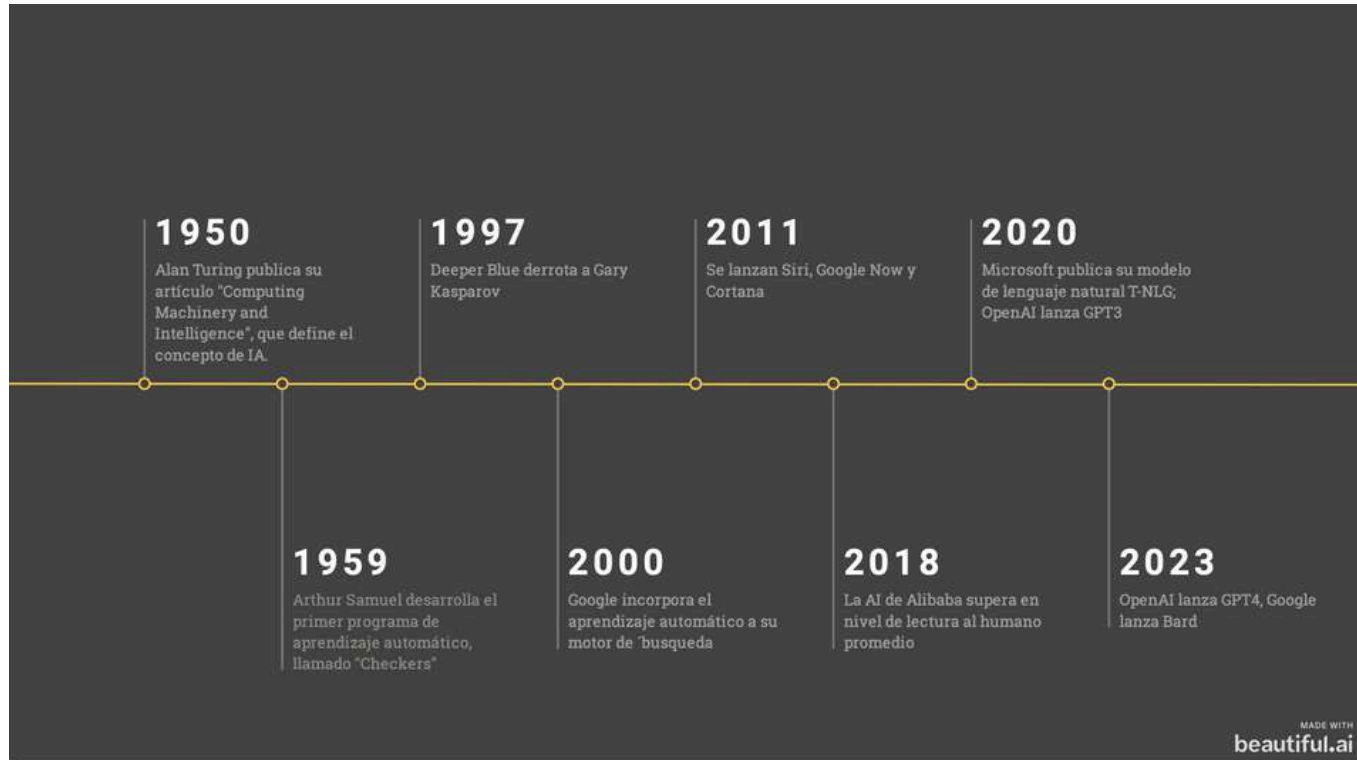 1950
Alan Turing publica su
artículo "Computing
Machinery and
Intelligence", que define el
concepto de IA.
1997
Deeper Blue derrota a Gary
Kasparov
2011
Se lanzan Siri, Google Now y
Cortana
2020
Microsoft publica su modelo
de lenguaje natural T-NLG;
OpenAI lanza GPT3
1959
Arthur Samuel desarrolla el
primer programa de
aprendizaje automático,
llamado "Checkers"
2000
Google incorpora el
aprendizaje automático a su
motor de ´busqueda
2018
La AI de Alibaba supera en
nivel de lectura al humano
promedio
2023
OpenAI lanza GPT4, Google
lanza Bard
MADE WITH
beautiful.ai